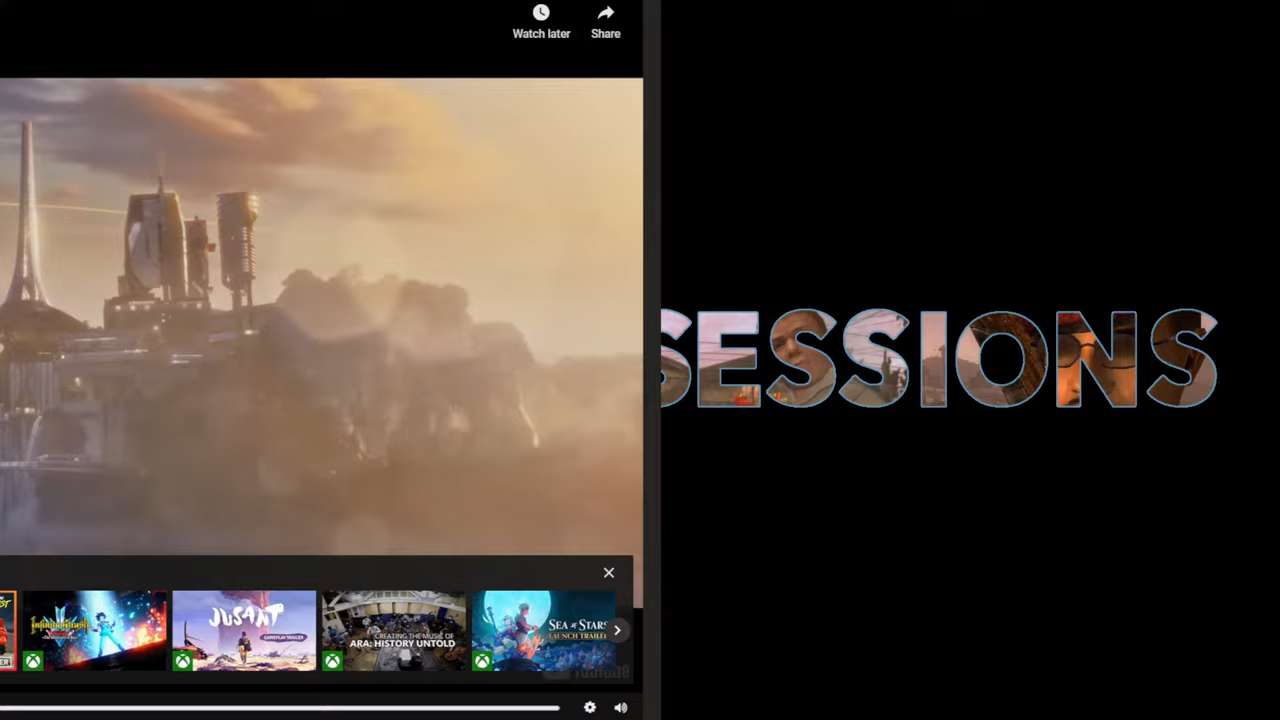 Watch later
Share
SESSIONS
JUSANT
GAMEPLAY TRAILER
CREATING THE MUSIC OF
ARA: HISTORY UNTOLD
SEA of STARS
LAUNCH TRAILER
YouTube